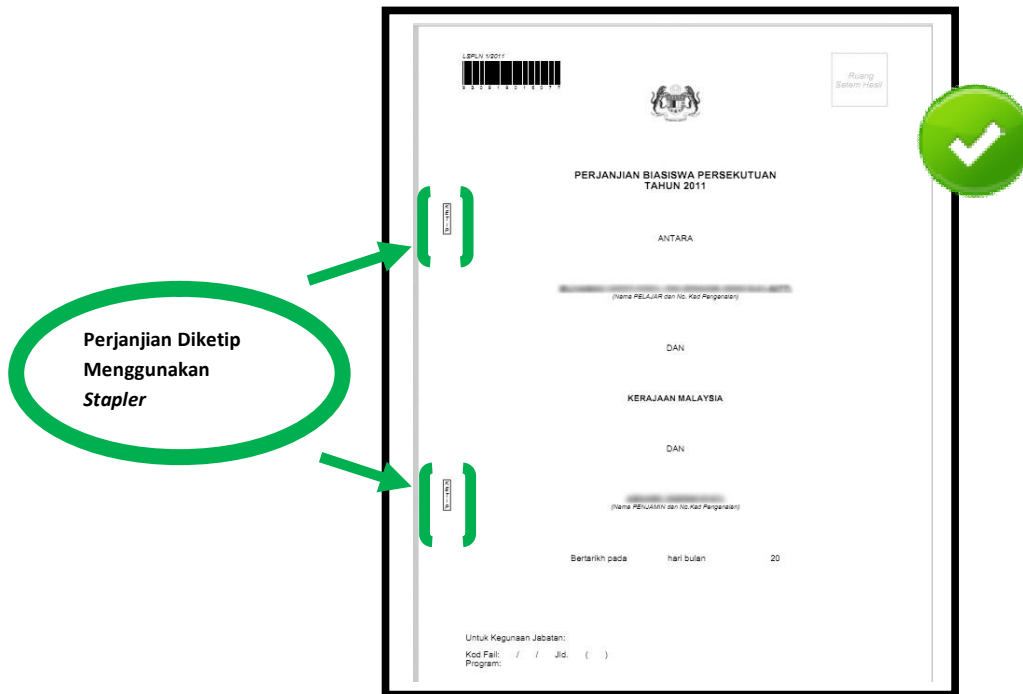 LSPLN 1/2011
Ruang
Setem Hasil
PERJANJIAN BIASISWA PERSEKUTUAN
TAHUN 2011
KETIP
ANTARA
(Nama PELAJAR dan No. Kad Pengenalan)
Perjanjian Diketip
Menggunakan
Stapler
DAN
KERAJAAN MALAYSIA
DAN
KETIP
(Nama PENJAMIN dan No.Kad Pengenalan)
Bertarikh pada hari bulan 20
Untuk Kegunaan Jabatan:
Kod Fail: / / Jld. ( )
Program: